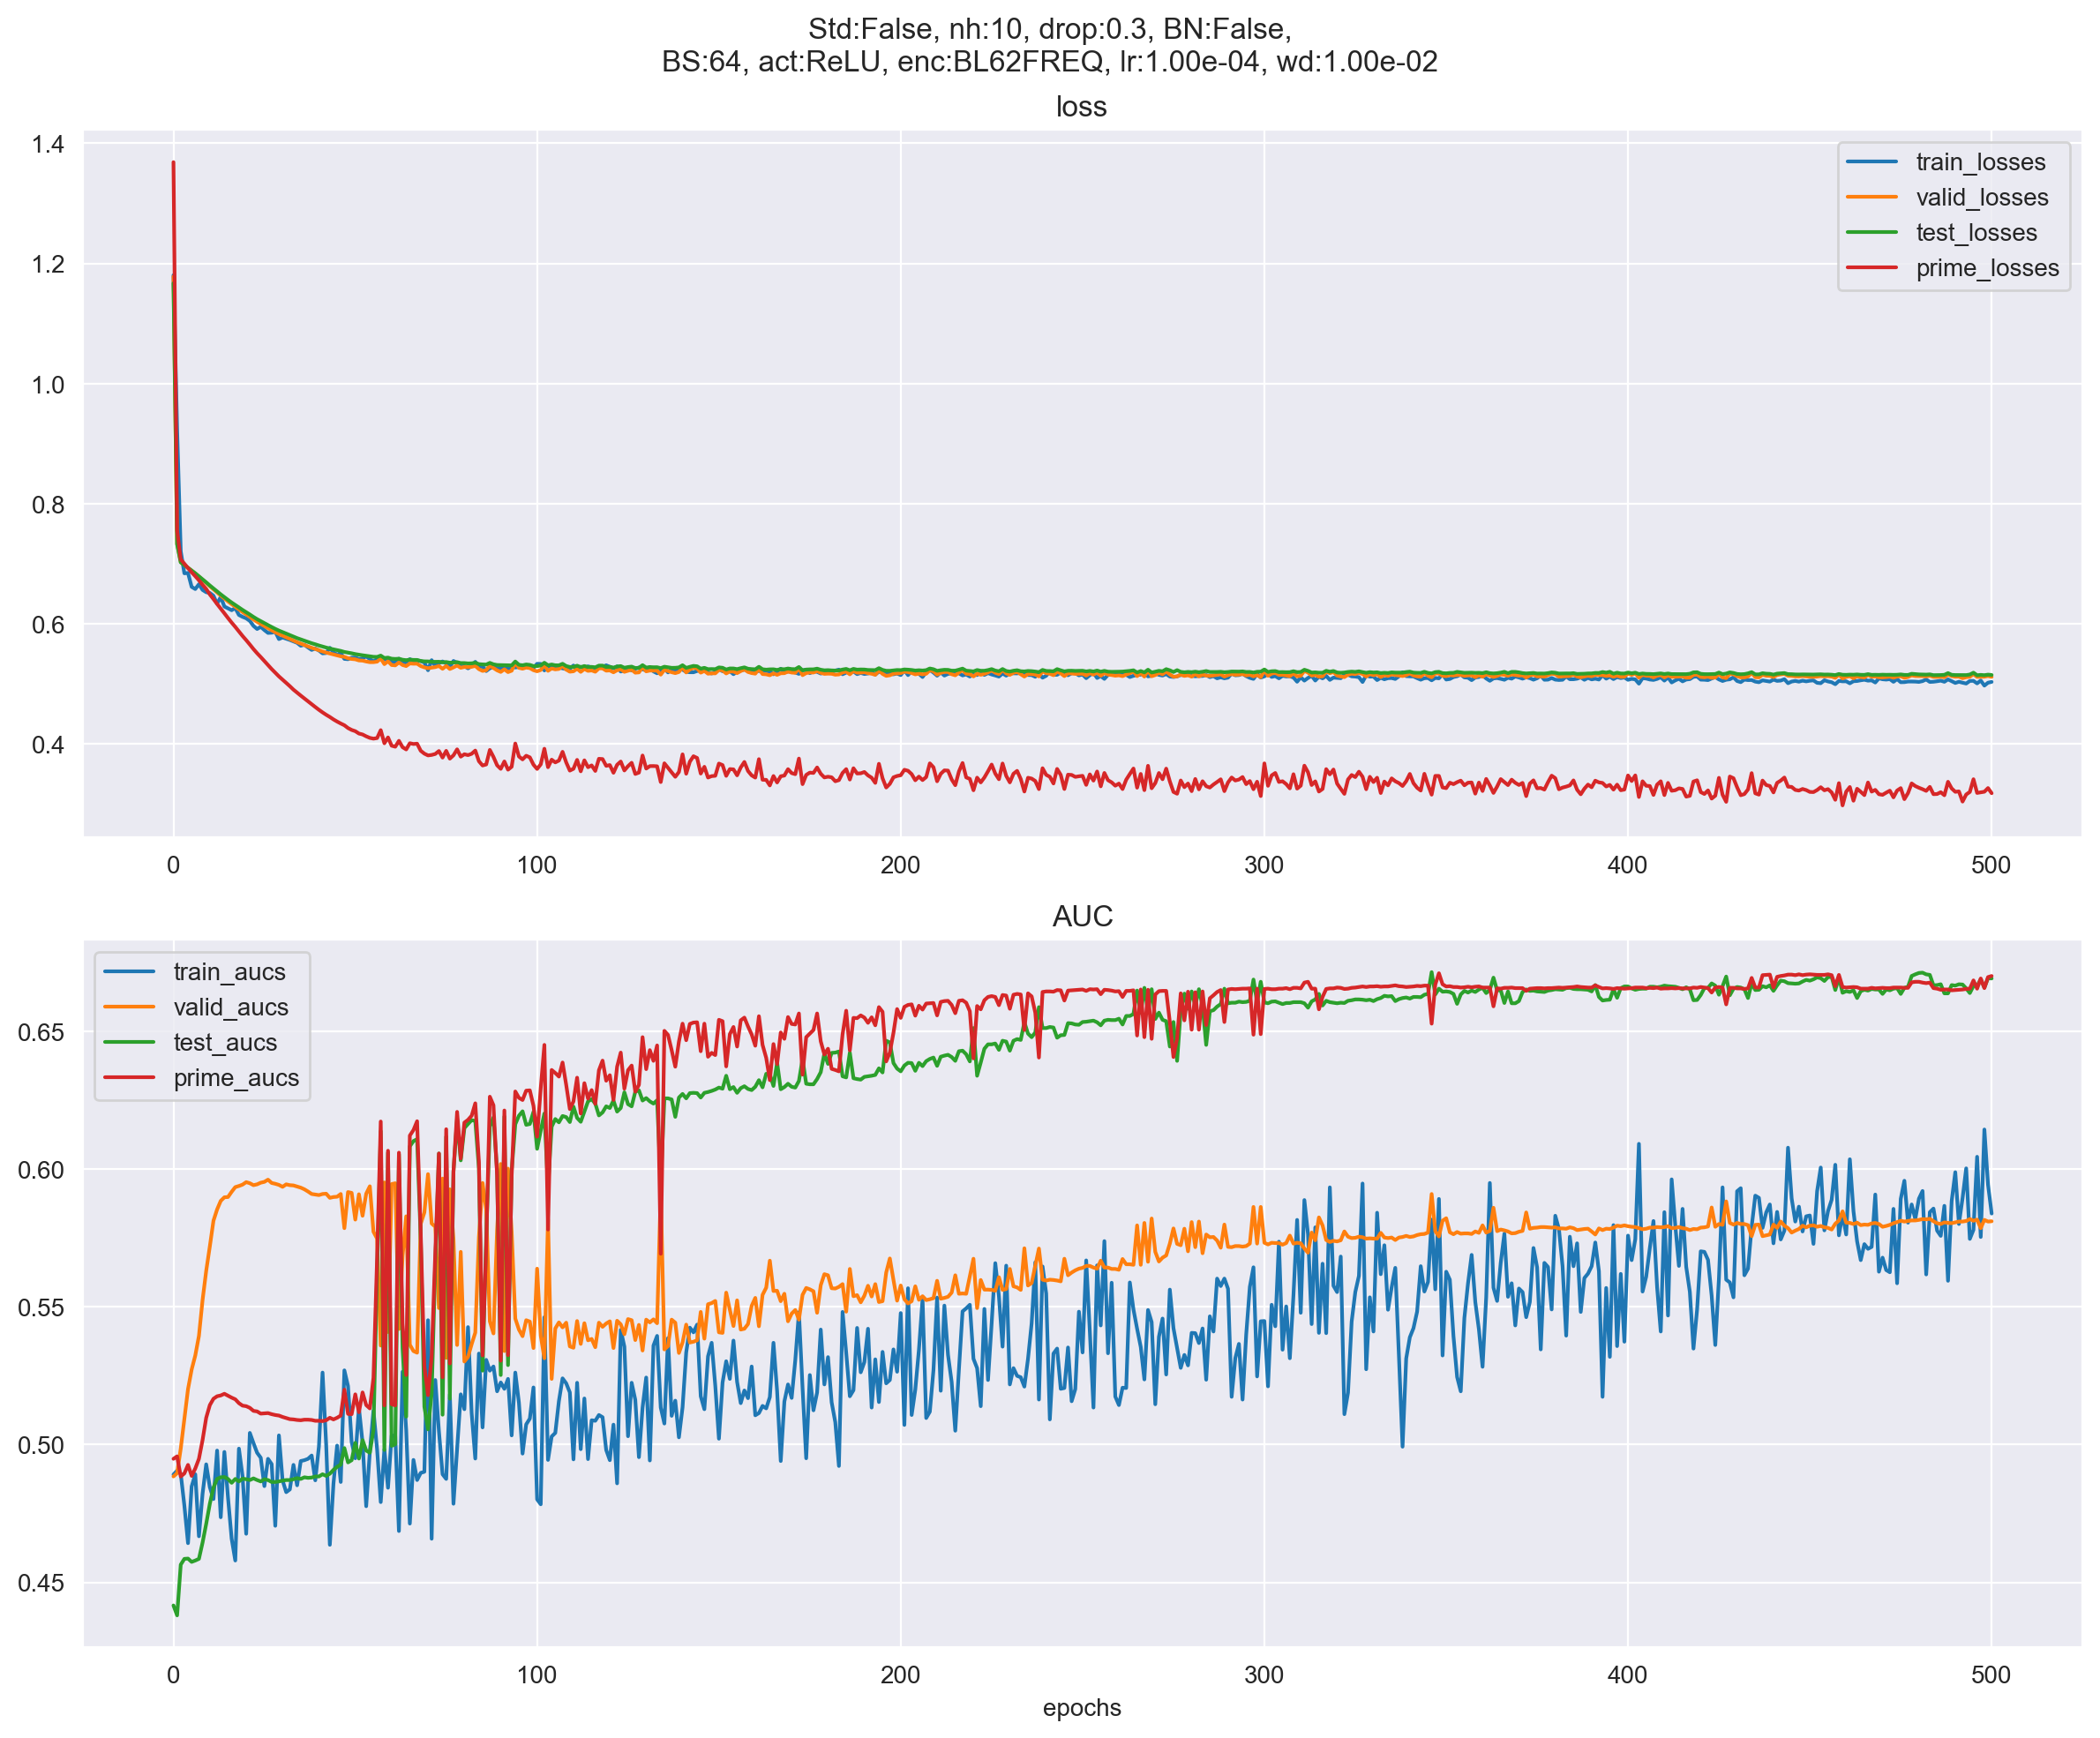 Std:False, nh:10, drop:0.3, BN:False,
BS:64, act:ReLU, enc:BL62FREQ, lr:1.00e-04, wd:1.00e-02
loss
1.4
1.2
1.0
0.8
0.6
0.4
train_losses
valid_losses
test_losses
prime_losses
0 100 200 300 400 500
AUC
train_aucs
valid_aucs
test_aucs
prime_aucs
0.65
0.60
0.55
0.50
0.45
0 100 200 300 400 500
epochs